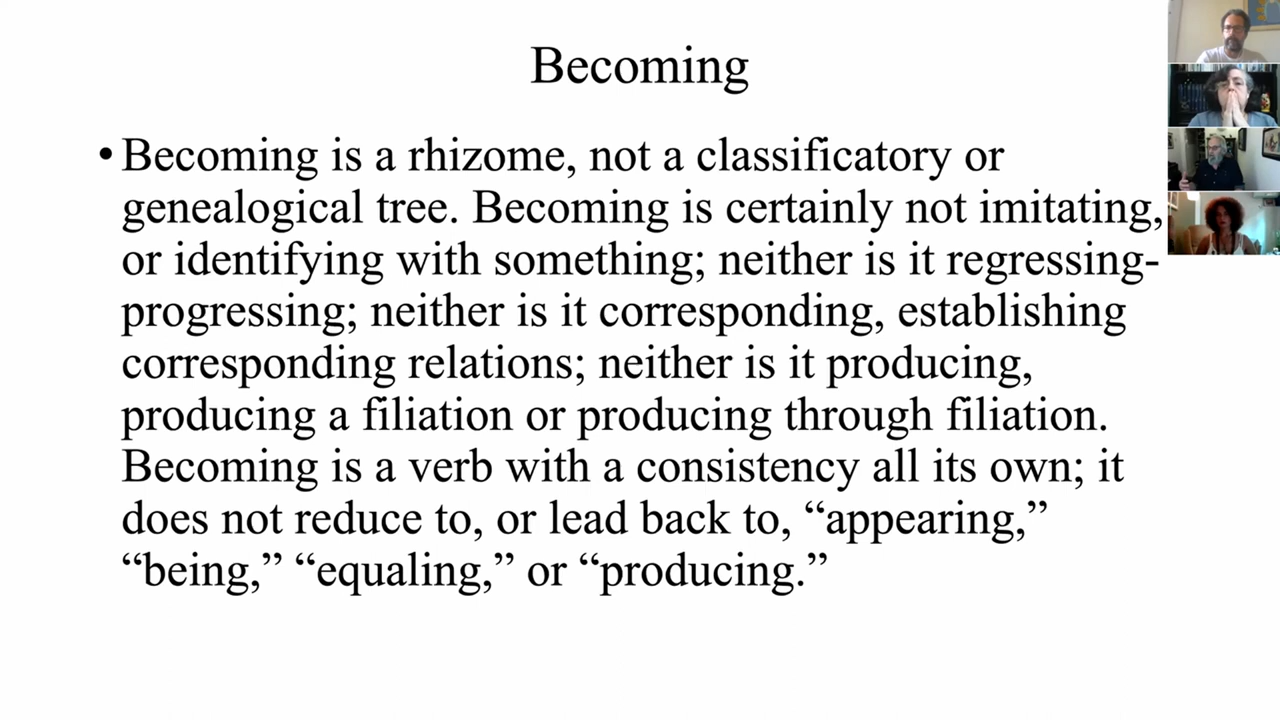 Becoming
• Becoming is a rhizome, not a classificatory or
genealogical tree. Becoming is certainly not imitating,
or identifying with something; neither is it regressing-
progressing; neither is it corresponding, establishing
corresponding relations; neither is it producing,
producing a filiation or producing through filiation.
Becoming is a verb with a consistency all its own; it
does not reduce to, or lead back to, “appearing,”
“being,” “equaling,” or “producing.”